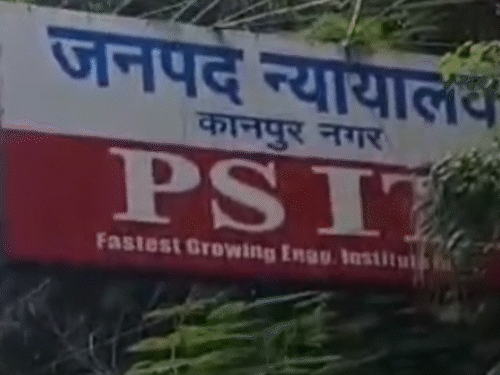 जनपद न्यायालय
कानपुर नगर
PSIT
Fastest Growing Engg. Institute